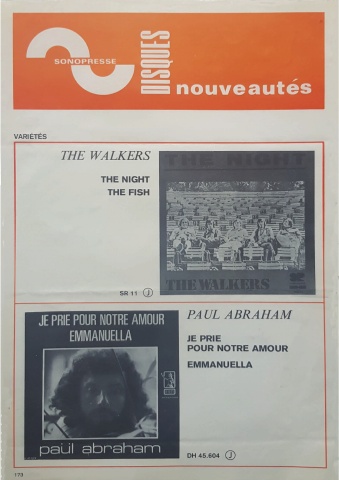 SONOPRESSE
DISQUES
nouveautés
VARIÉTÉS
THE WALKERS
THE NIGHT
THE FISH
SR 11 J
THE NIGHT
THE WALKERS
JE PRIE POUR NOTRE AMOUR
EMMANUELLA
paül abraham
PAUL ABRAHAM
JE PRIE
POUR NOTRE AMOUR
EMMANUELLA
DH 45.604 J
173